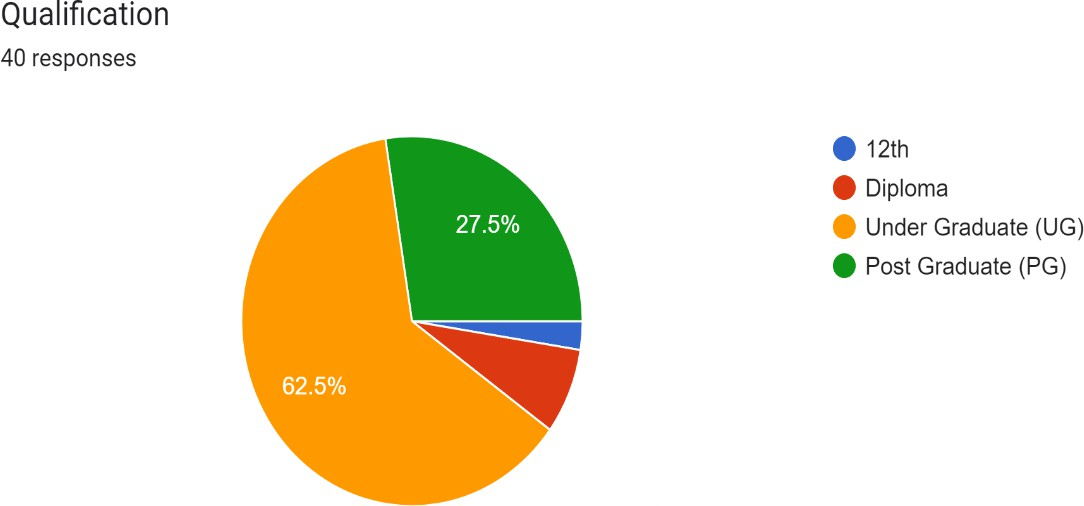 Qualification
40 responses
27.5%
62.5%
12th
Diploma
Under Graduate (UG)
Post Graduate (PG)